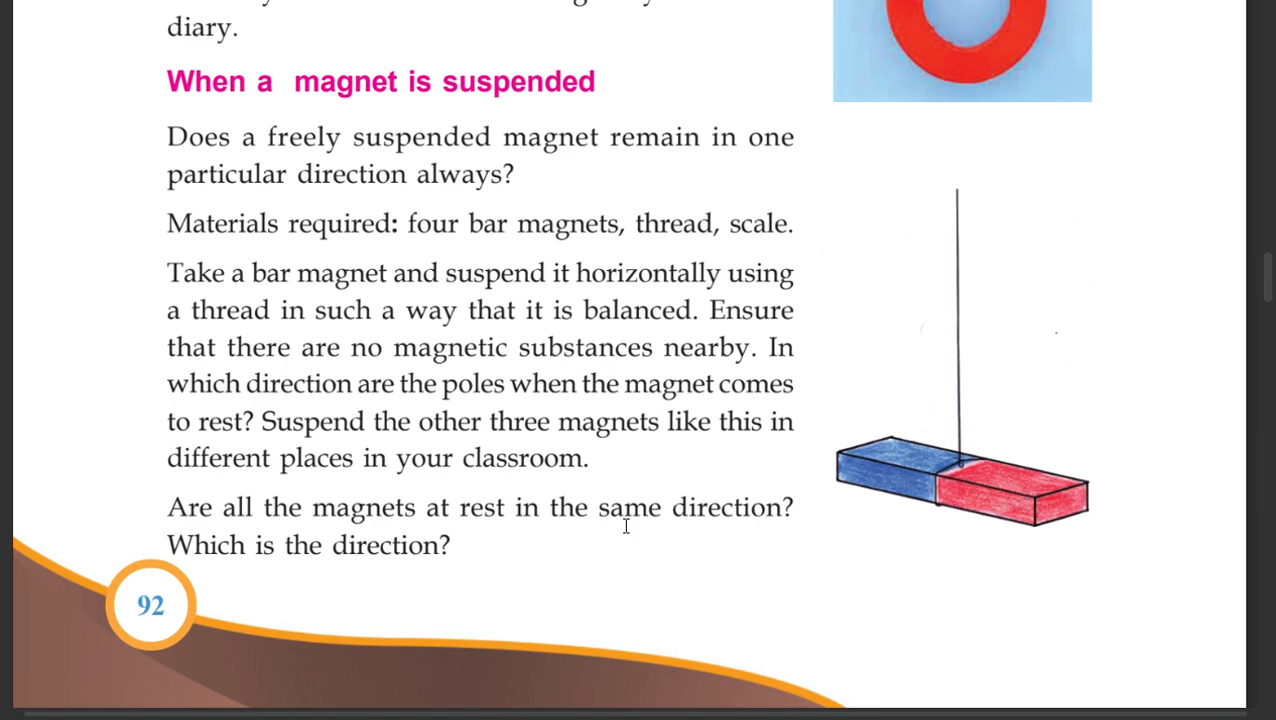 diary.
When a magnet is suspended
Does a freely suspended magnet remain in one
particular direction always?
Materials required: four bar magnets, thread, scale.
Take a bar magnet and suspend it horizontally using
a thread in such a way that it is balanced. Ensure
that there are no magnetic substances nearby. In
which direction are the poles when the magnet comes
to rest? Suspend the other three magnets like this in
different places in your classroom.
Are all the magnets at rest in the same direction?
Which is the direction?
92